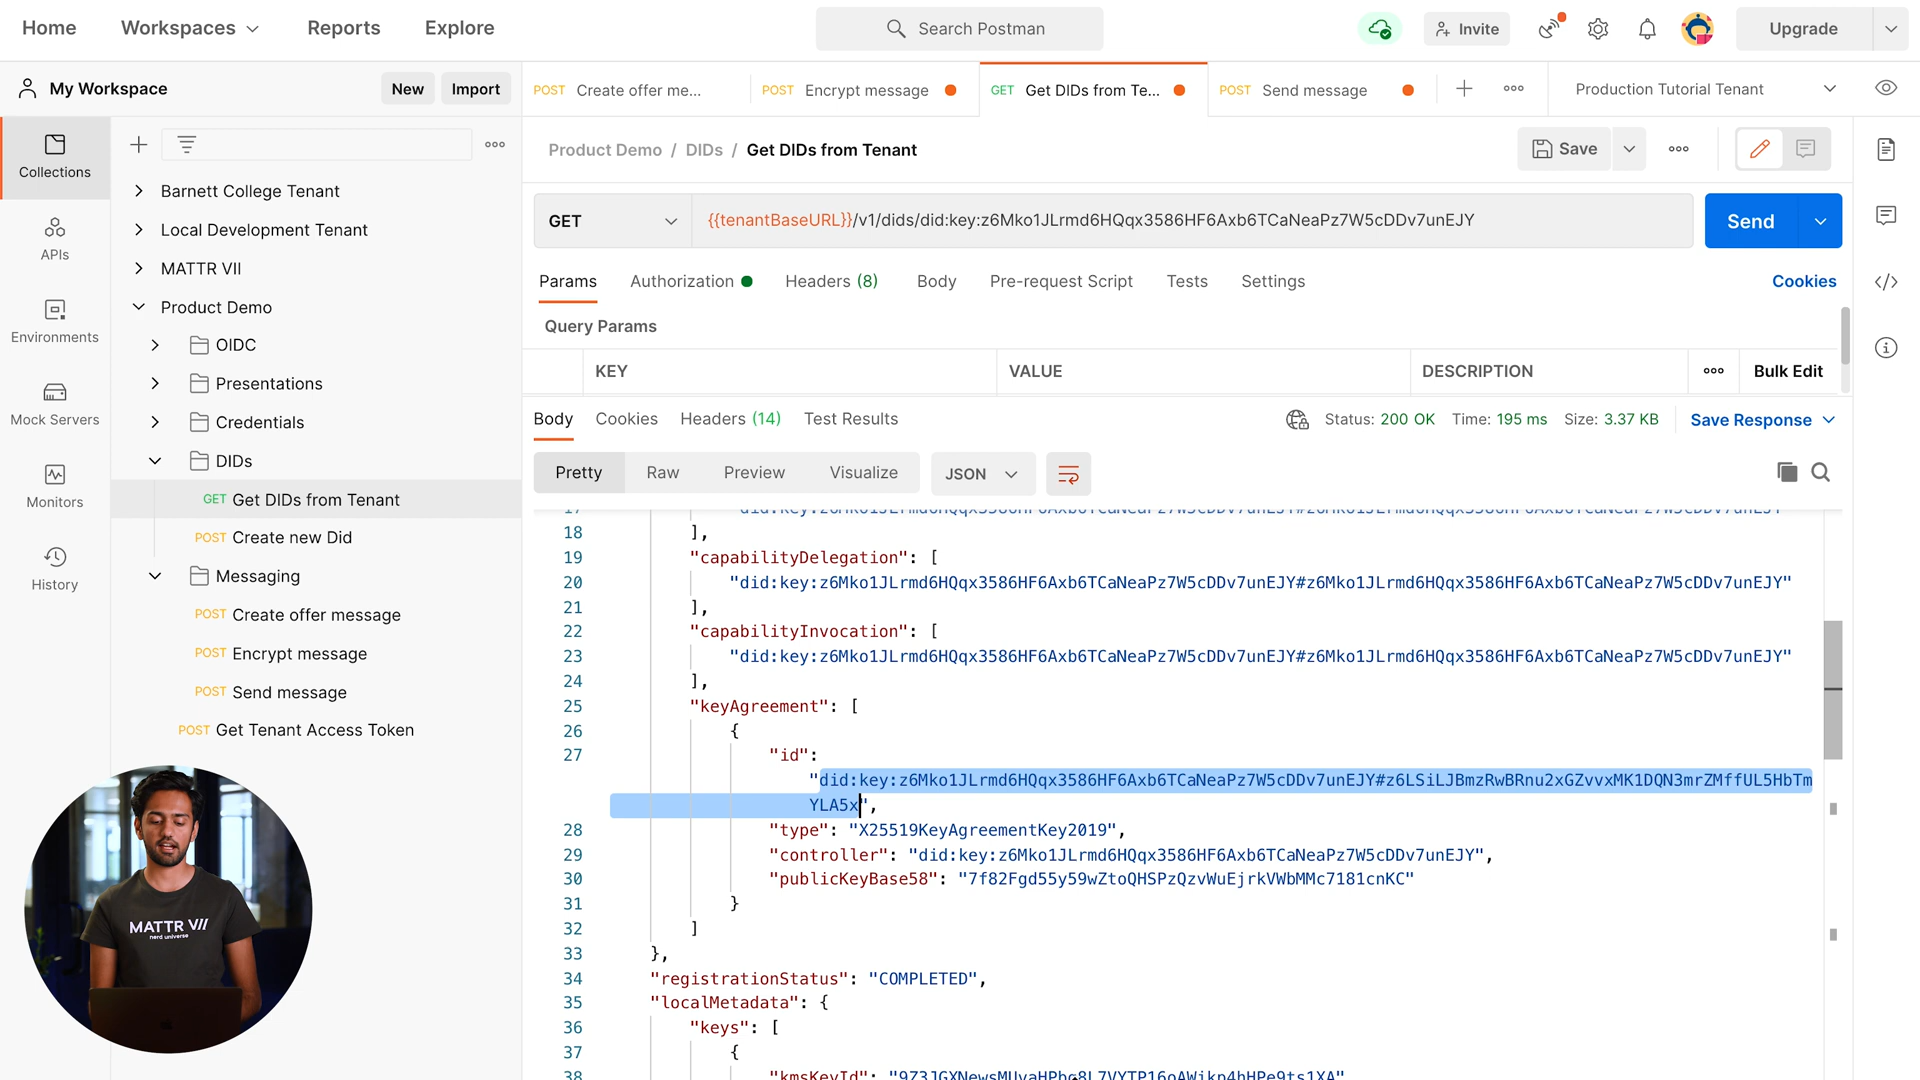 Home Workspaces Reports Explore Search Postman Invite Upgrade
My Workspace New Import POST Create offer me... POST Encrypt message GET Get DIDs from Te... POST Send message Production Tutorial Tenant
Collections
APIs
Environments
Mock Servers
Monitors
History
Barnett College Tenant
Local Development Tenant
MATTR VII
Product Demo
OIDC
Presentations
Credentials
DIDs
GET Get DIDs from Tenant
POST Create new Did
Messaging
POST Create offer message
POST Encrypt message
POST Send message
POST Get Tenant Access Token
MATTR VII
nerd universe
Product Demo / DIDs / Get DIDs from Tenant Save
GET {{tenantBaseURL}}/v1/dids/did:key:z6Mko1JLrmd6HQqx3586HF6Axb6TCaNeaPz7W5cDDv7unEJY Send
Params Authorization Headers (8) Body Pre-request Script Tests Settings Cookies
Query Params
KEY VALUE DESCRIPTION Bulk Edit
Body Cookies Headers (14) Test Results Status: 200 OK Time: 195 ms Size: 3.37 KB Save Response
Pretty Raw Preview Visualize JSON
17 did:key:z6Mko1JLrmd6HQqx3586HF6Axb6TCaNeaPz7W5cDDv7unEJY#z6Mko1JLrmd6HQqx3586HF6Axb6TCaNeaPz7W5cDDv7unEJY
18 ],
19 "capabilityDelegation": [
20 "did:key:z6Mko1JLrmd6HQqx3586HF6Axb6TCaNeaPz7W5cDDv7unEJY#z6Mko1JLrmd6HQqx3586HF6Axb6TCaNeaPz7W5cDDv7unEJY"
21 ],
22 "capabilityInvocation": [
23 "did:key:z6Mko1JLrmd6HQqx3586HF6Axb6TCaNeaPz7W5cDDv7unEJY#z6Mko1JLrmd6HQqx3586HF6Axb6TCaNeaPz7W5cDDv7unEJY"
24 ],
25 "keyAgreement": [
26 {
27 "id":
"did:key:z6Mko1JLrmd6HQqx3586HF6Axb6TCaNeaPz7W5cDDv7unEJY#z6LSiLJBmzRwBRnu2xGZvvxMK1DQN3mrZMffUL5HbTm
YLA5x",
28 "type": "X25519KeyAgreementKey2019",
29 "controller": "did:key:z6Mko1JLrmd6HQqx3586HF6Axb6TCaNeaPz7W5cDDv7unEJY",
30 "publicKeyBase58": "7f82Fgd55y59wZtoQHSPzQzvWuEjrkVWbMMc7181cnKC"
31 }
32 ]
33 },
34 "registrationStatus": "COMPLETED",
35 "localMetadata": {
36 "keys": [
37 {
38 "kmsKeyId":